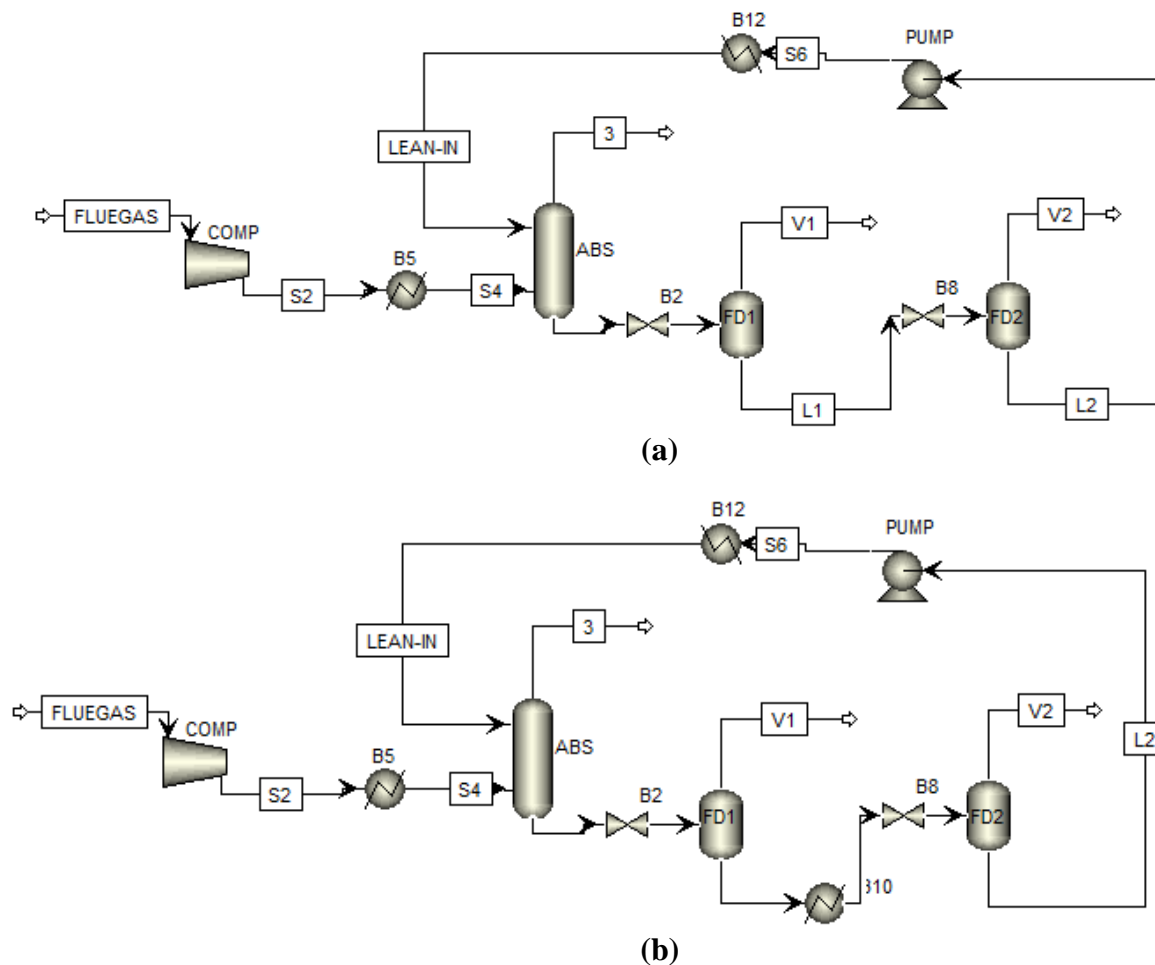 B12
S6
PUMP
LEAN-IN
3
FLUEGAS
COMP
V1
V2
S2
B5
S4
ABS
B2
FD1
B8
FD2
L1
L2
(a)
B12
S6
PUMP
LEAN-IN
3
FLUEGAS
COMP
V1
V2
L2
S2
B5
S4
ABS
B2
FD1
B8
FD2
B10
(b)